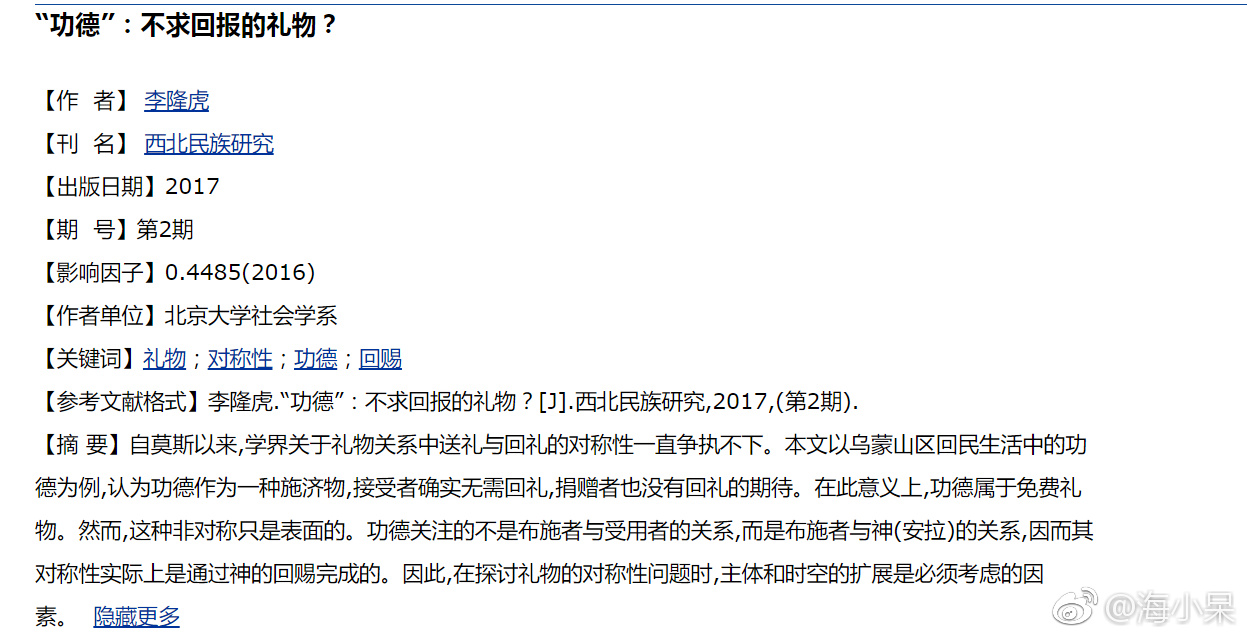 “功德”：不求回报的礼物？
【作 者】 李隆虎
【刊 名】 西北民族研究
【出版日期】2017
【期 号】第2期
【影响因子】0.4485(2016)
【作者单位】北京大学社会学系
【关键词】礼物；对称性；功德；回赐
【参考文献格式】李隆虎.“功德”：不求回报的礼物？[J].西北民族研究,2017,(第2期).
【摘 要】自莫斯以来,学界关于礼物关系中送礼与回礼的对称性一直争执不下。本文以乌蒙山区回民生活中的功
德为例,认为功德作为一种施济物,接受者确实无需回礼,捐赠者也没有回礼的期待。在此意义上,功德属于免费礼
物。然而,这种非对称只是表面的。功德关注的不是布施者与受用者的关系,而是布施者与神(安拉)的关系,因而其
对称性实际上是通过神的回赐完成的。因此,在探讨礼物的对称性问题时,主体和时空的扩展是必须考虑的因
素。 隐藏更多
@海小杲